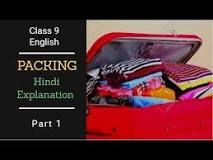 Class 9
English
PACKING
Hindi
Explanation
Part 1